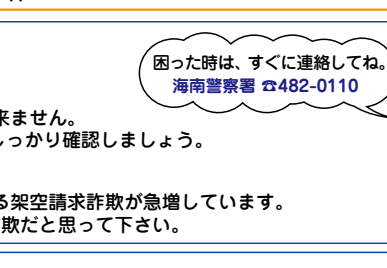 困った時は、すぐに連絡してね。
海南警察署 ☎482-0110
来ません。
しっかり確認しましょう。
る架空請求詐欺が急増しています。
欺だと思って下さい。